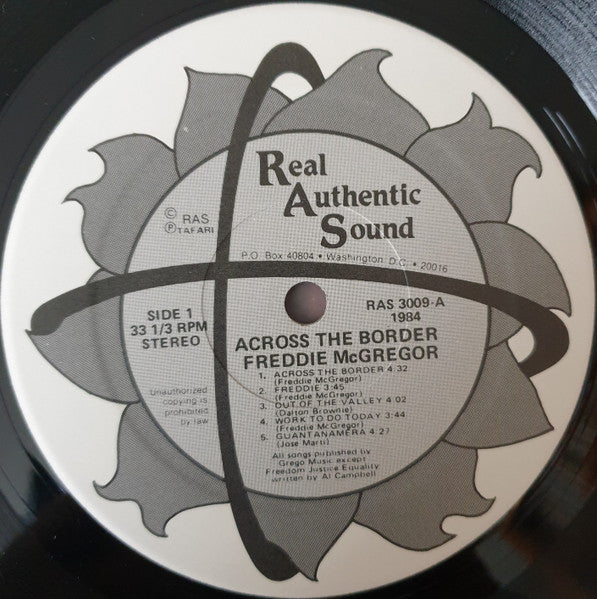 Real
Authentic
Sound
P.O. Box 40804 • Washington D.C. • 20016
© RAS
℗ TAFARI
SIDE 1
33 1/3 RPM
STEREO
RAS 3009-A
1984
ACROSS THE BORDER
FREDDIE McGREGOR
1. ACROSS THE BORDER 4:32
(Freddie McGregor)
2. FREDDIE 3:45
(Freddie McGregor)
3. OUT OF THE VALLEY 4:02
(Dalton Brownie)
4. WORK TO DO TODAY 3:44
(Freddie McGregor)
5. GUANTANAMERA 4:27
(Jose Marti)
Unauthorized
copying is
prohibited
by law
All songs published by
Grego Music except
Freedom Justice Equality
written by Al Campbell